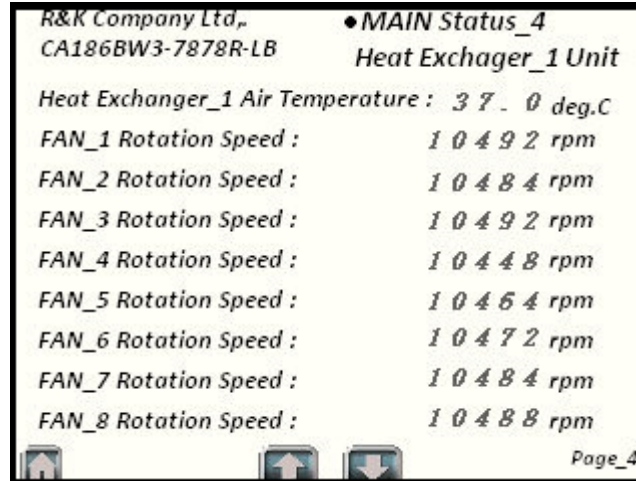 R&K Company Ltd,.
CA186BW3-7878R-LB
●MAIN Status_4
Heat Exchager_1 Unit
Heat Exchanger_1 Air Temperature : 37.0 deg.C
FAN_1 Rotation Speed : 10492 rpm
FAN_2 Rotation Speed : 10484 rpm
FAN_3 Rotation Speed : 10492 rpm
FAN_4 Rotation Speed : 10448 rpm
FAN_5 Rotation Speed : 10464 rpm
FAN_6 Rotation Speed : 10472 rpm
FAN_7 Rotation Speed : 10484 rpm
FAN_8 Rotation Speed : 10488 rpm
Page_4